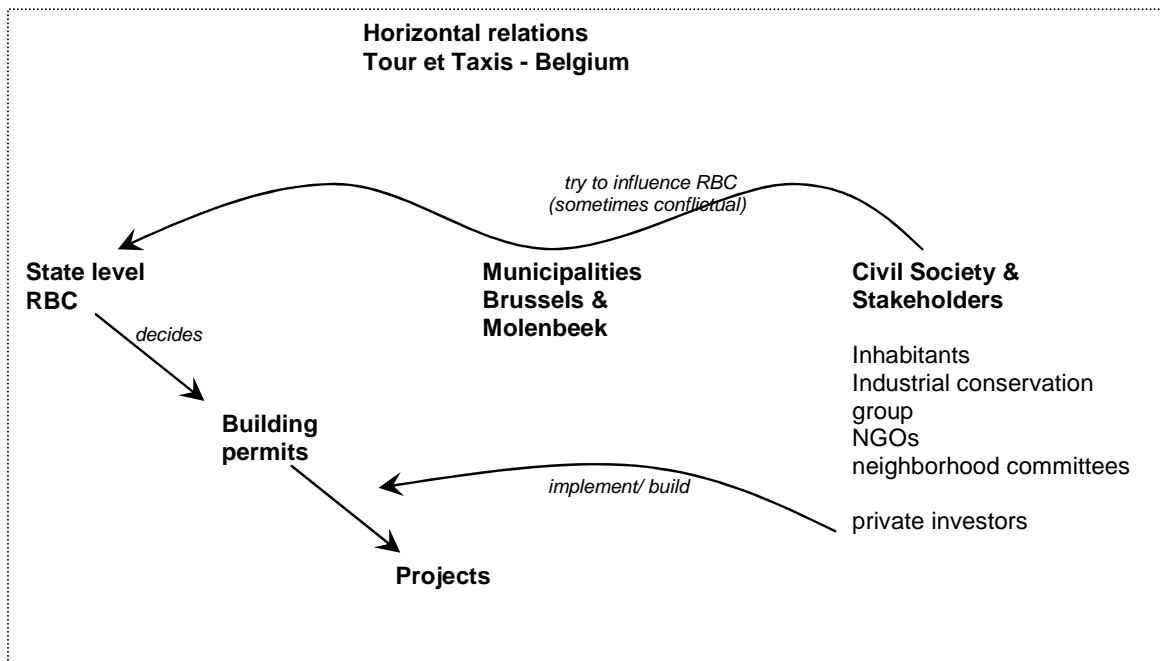 Horizontal relations
Tour et Taxis - Belgium
try to influence RBC
(sometimes conflictual)
State level
RBC
Municipalities
Brussels &
Molenbeek
Civil Society &
Stakeholders
decides
Inhabitants
Industrial conservation
group
NGOs
neighborhood committees
Building
permits
implement/ build
private investors
Projects